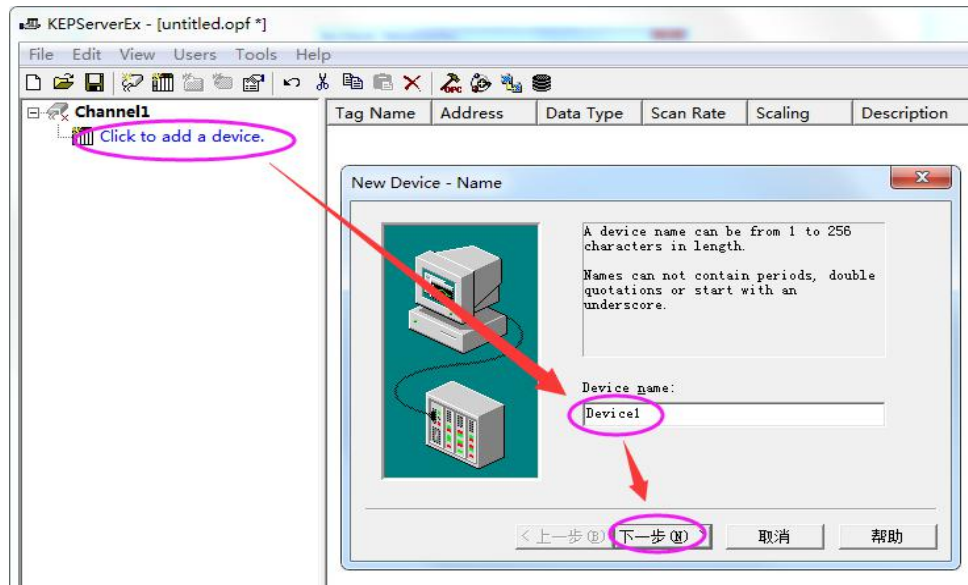 KEPServerEx - [untitled.opf *]
File Edit View Users Tools Help
Channel1
Click to add a device.
Tag Name Address Data Type Scan Rate Scaling Description
New Device - Name
A device name can be from 1 to 256
characters in length.
Names can not contain periods, double
quotations or start with an
underscore.
Device name:
Device1
< 上一步(B) 下一步(N) > 取消 帮助